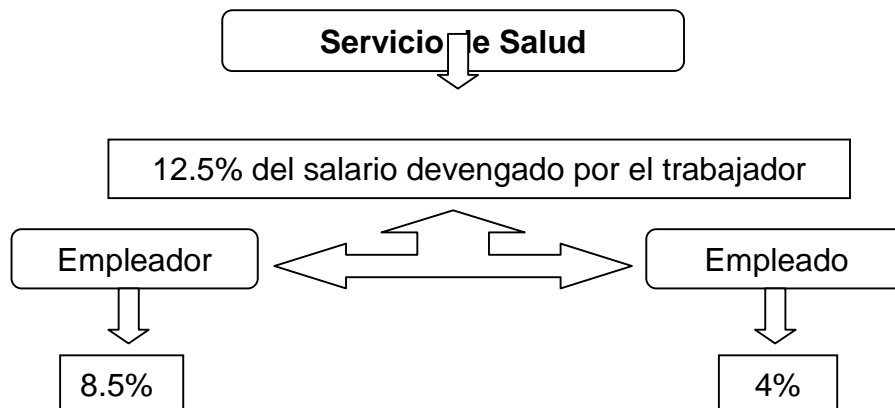 Servicio de Salud
12.5% del salario devengado por el trabajador
Empleador
Empleado
8.5%
4%